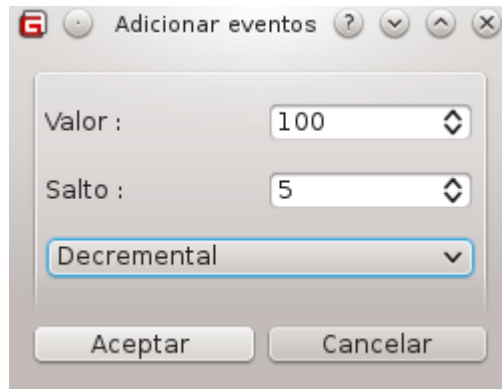 Adicionar eventos
Valor : 100
Salto : 5
Decremental
Aceptar Cancelar